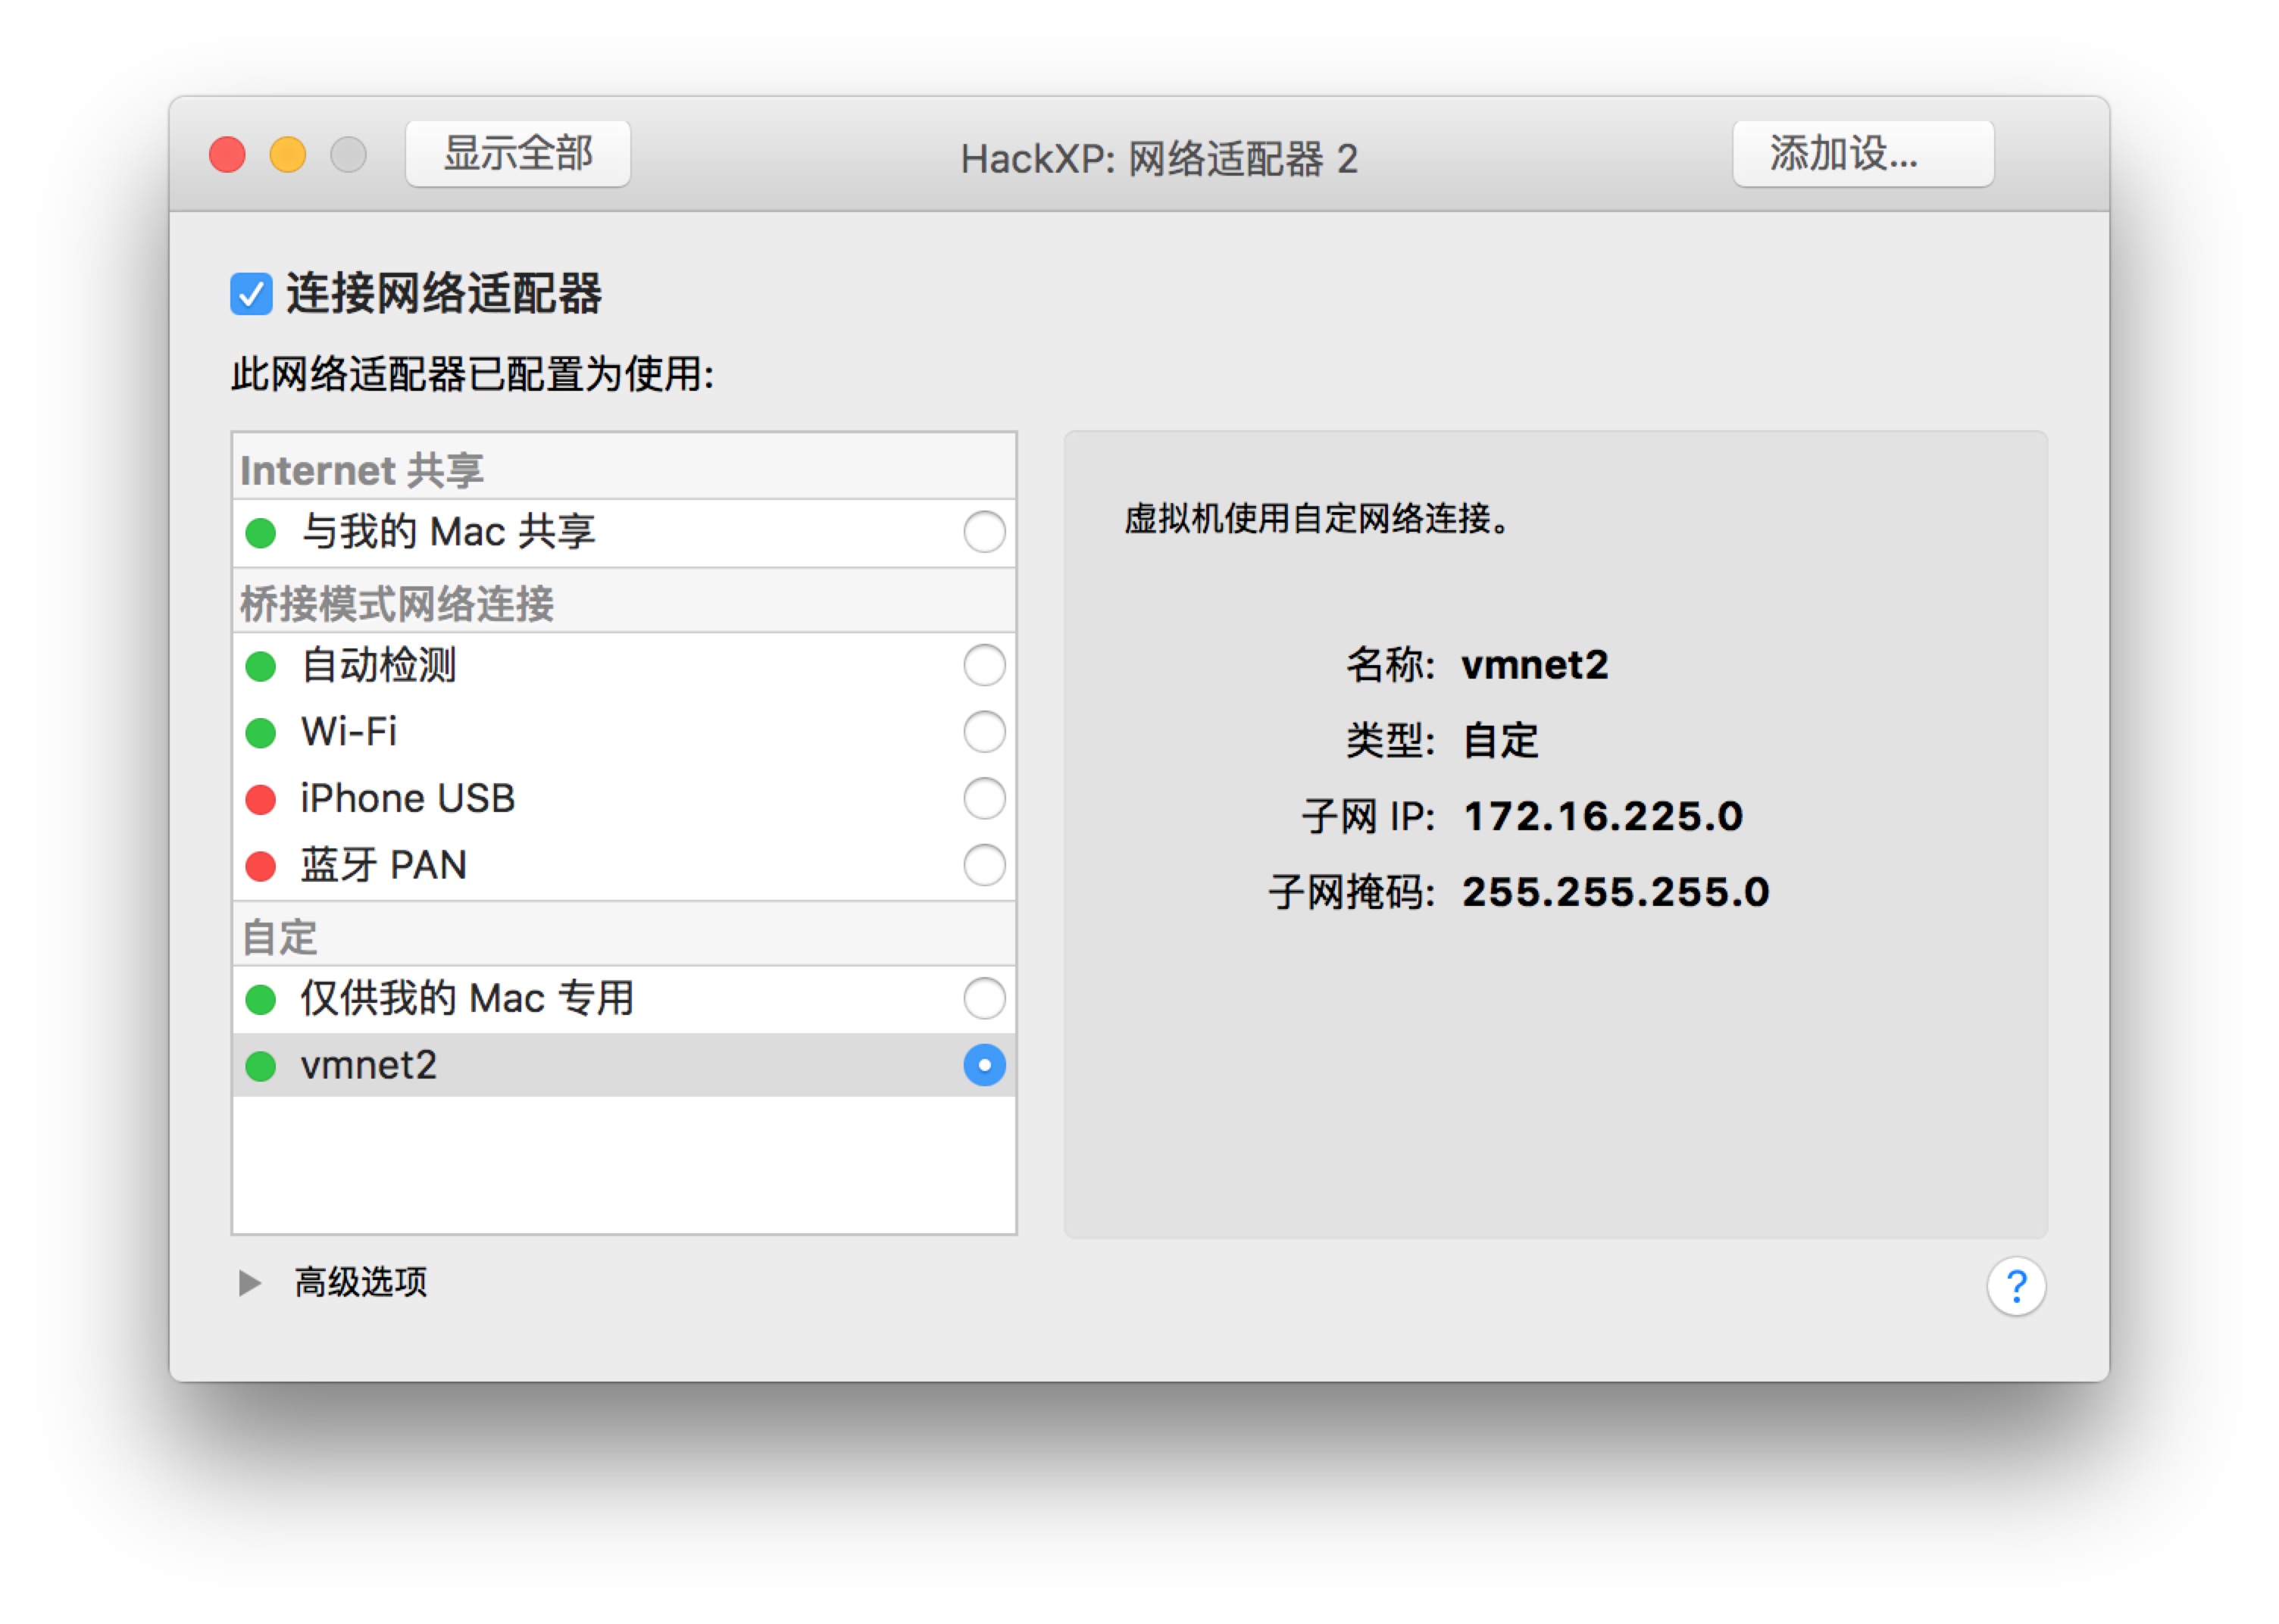 显示全部
HackXP: 网络适配器 2
添加设...
连接网络适配器
此网络适配器已配置为使用:
Internet 共享
与我的 Mac 共享
桥接模式网络连接
自动检测
Wi-Fi
iPhone USB
蓝牙 PAN
自定
仅供我的 Mac 专用
vmnet2
虚拟机使用自定网络连接。
名称: vmnet2
类型: 自定
子网 IP: 172.16.225.0
子网掩码: 255.255.255.0
高级选项
?